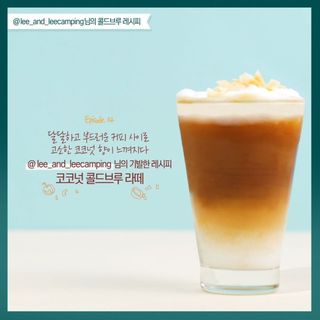 @lee_and_leecamping님의 콜드브루 레시피
Episode 14
달달하고 부드러운 커피 사이로
고소한 코코넛 향이 느껴지다
@lee_and_leecamping 님의 기발한 레시피
코코넛 콜드브루 라떼